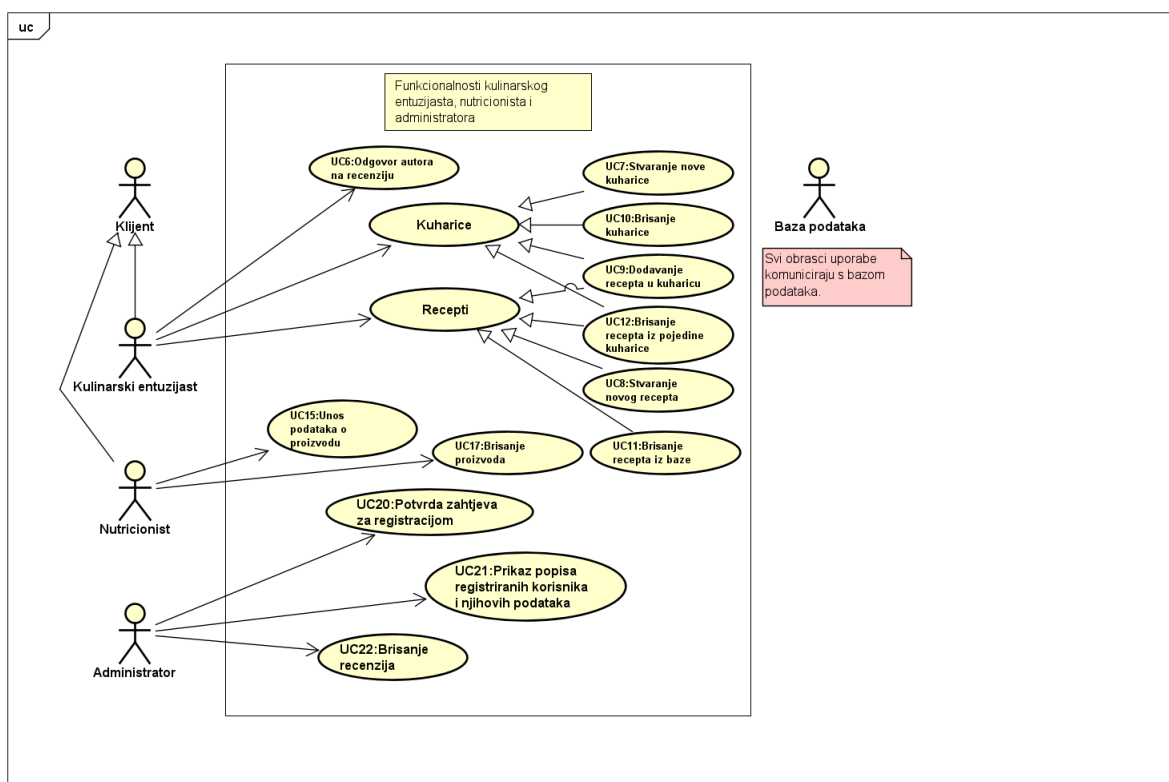 uc
Funkcionalnosti kulinarskog
entuzijasta, nutricionista i
administratora
UC6:Odgovor autora
na recenziju
UC7:Stvaranje nove
kuharice
Klijent
Kuharice
UC10:Brisanje
kuharice
Baza podataka
Svi obrasci uporabe
komuniciraju s bazom
podataka.
UC9:Dodavanje
recepta u kuharicu
Recepti
UC12:Brisanje
recepta iz pojedine
kuharice
Kulinarski entuzijast
UC8:Stvaranje
novog recepta
UC15:Unos
podataka o
proizvodu
UC17:Brisanje
proizvoda
UC11:Brisanje
recepta iz baze
Nutricionist
UC20:Potvrda zahtjeva
za registracijom
UC21:Prikaz popisa
registriranih korisnika
i njihovih podataka
Administrator
UC22:Brisanje
recenzija